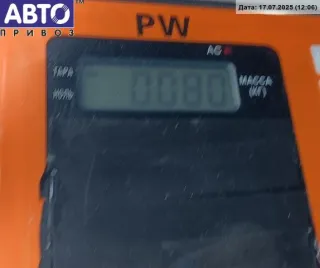 АВТО
ПРИВОЗ
Дата: 17.07.2025 (12:06)
PW
AC
ТАРА
НОЛЬ
0.080
МАССА
(КГ)